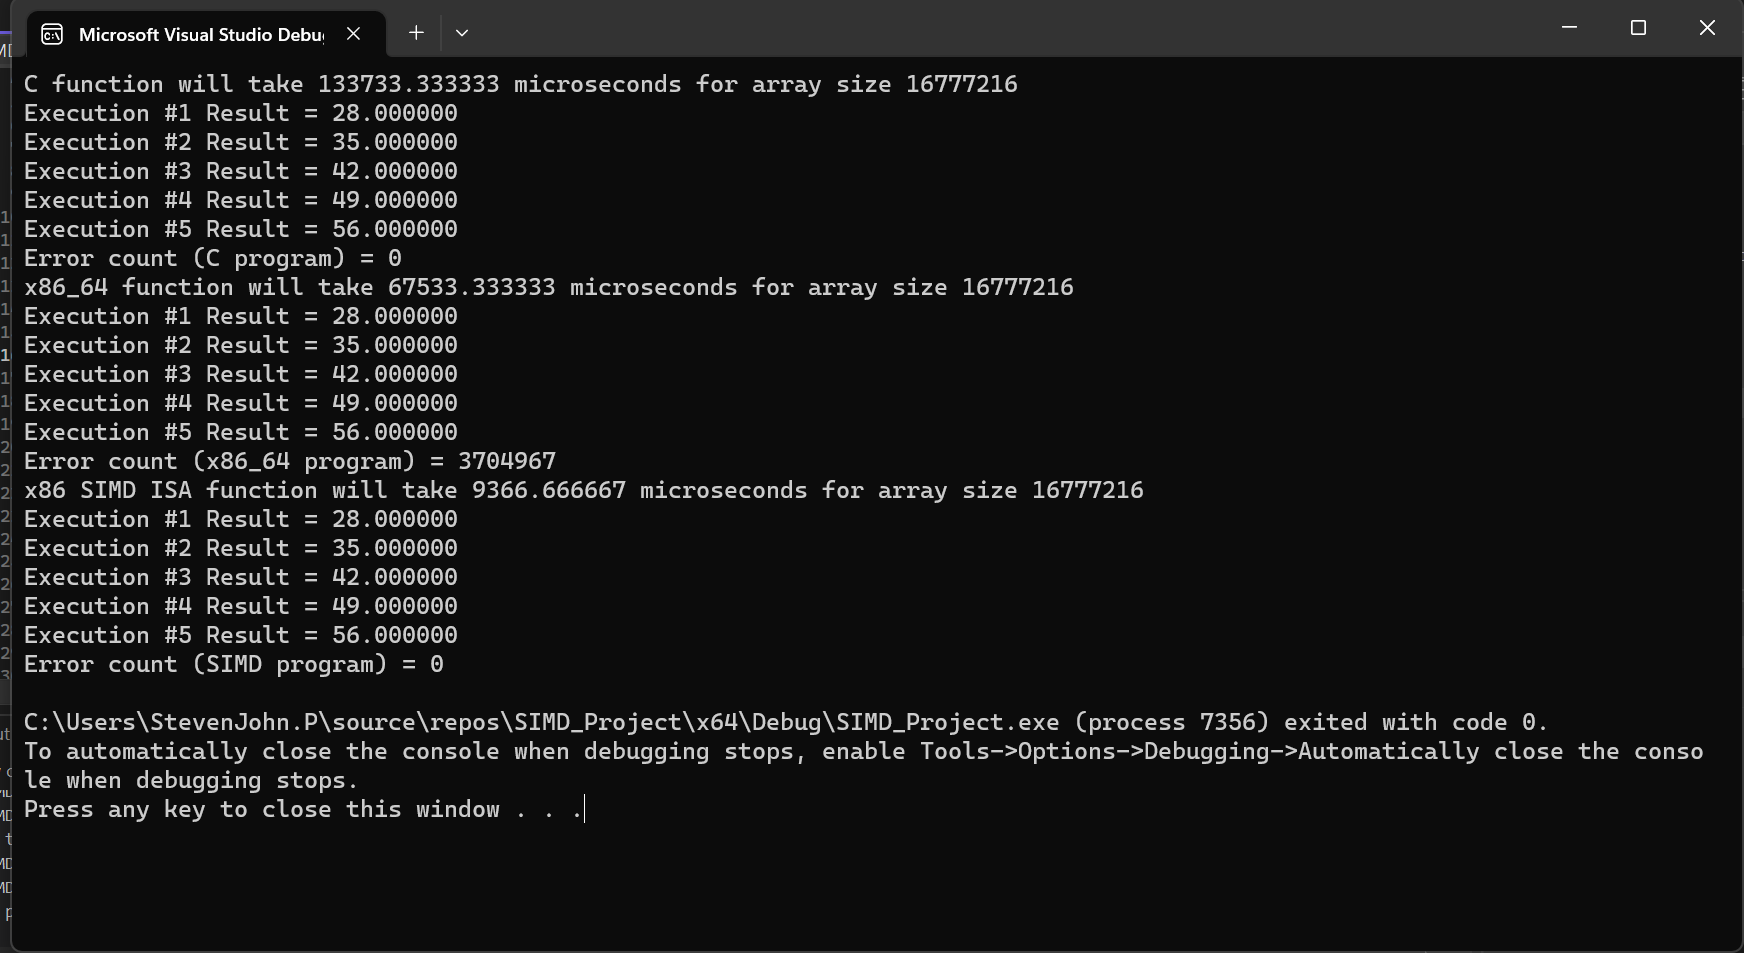 Microsoft Visual Studio Debu
C function will take 133733.333333 microseconds for array size 16777216
Execution #1 Result = 28.000000
Execution #2 Result = 35.000000
Execution #3 Result = 42.000000
Execution #4 Result = 49.000000
Execution #5 Result = 56.000000
Error count (C program) = 0
x86_64 function will take 67533.333333 microseconds for array size 16777216
Execution #1 Result = 28.000000
Execution #2 Result = 35.000000
Execution #3 Result = 42.000000
Execution #4 Result = 49.000000
Execution #5 Result = 56.000000
Error count (x86_64 program) = 3704967
x86 SIMD ISA function will take 9366.666667 microseconds for array size 16777216
Execution #1 Result = 28.000000
Execution #2 Result = 35.000000
Execution #3 Result = 42.000000
Execution #4 Result = 49.000000
Execution #5 Result = 56.000000
Error count (SIMD program) = 0
C:\Users\StevenJohn.P\source\repos\SIMD_Project\x64\Debug\SIMD_Project.exe (process 7356) exited with code 0.
To automatically close the console when debugging stops, enable Tools->Options->Debugging->Automatically close the conso
le when debugging stops.
Press any key to close this window . . .